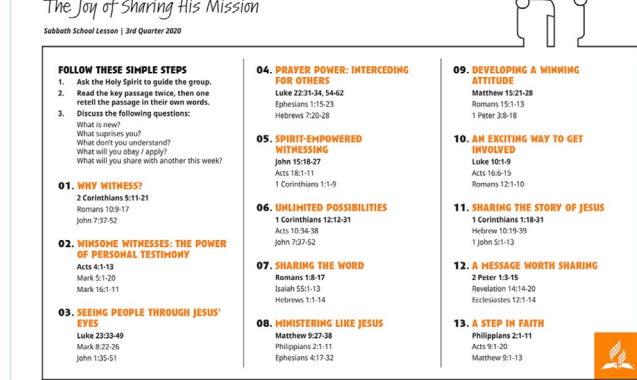 The Joy of Sharing His Mission
Sabbath School Lesson | 3rd Quarter 2020
FOLLOW THESE SIMPLE STEPS
1. Ask the Holy Spirit to guide the group.
2. Read the key passage twice, then one
retell the passage in their own words.
3. Discuss the following questions:
What is new?
What suprises you?
What don't you understand?
What will you obey / apply?
What will you share with another this week?
01. WHY WITNESS?
2 Corinthians 5:11-21
Romans 10:9-17
John 7:37-52
02. WINSOME WITNESSES: THE POWER
OF PERSONAL TESTIMONY
Acts 4:1-13
Mark 5:1-20
Mark 16:1-11
03. SEEING PEOPLE THROUGH JESUS'
EYES
Luke 23:33-49
Mark 8:22-26
John 1:35-51
04. PRAYER POWER: INTERCEDING
FOR OTHERS
Luke 22:31-34, 54-62
Ephesians 1:15-23
Hebrews 7:20-28
05. SPIRIT-EMPOWERED
WITNESSING
John 15:18-27
Acts 18:1-11
1 Corinthians 1:1-9
06. UNLIMITED POSSIBILITIES
1 Corinthians 12:12-31
Acts 10:34-38
John 7:37-52
07. SHARING THE WORD
Romans 1:8-17
Isaiah 55:1-13
Hebrews 1:1-14
08. MINISTERING LIKE JESUS
Matthew 9:27-38
Philippians 2:1-11
Ephesians 4:17-32
09. DEVELOPING A WINNING
ATTITUDE
Matthew 15:21-28
Romans 15:1-13
1 Peter 3:8-18
10. AN EXCITING WAY TO GET
INVOLVED
Luke 10:1-9
Acts 16:6-15
Romans 12:1-10
11. SHARING THE STORY OF JESUS
1 Corinthians 1:18-31
Hebrew 10:19-39
1 John 5:1-13
12. A MESSAGE WORTH SHARING
2 Peter 1:3-15
Revelation 14:14-20
Ecclesiastes 12:1-14
13. A STEP IN FAITH
Philippians 2:1-11
Acts 9:1-20
Matthew 9:1-13